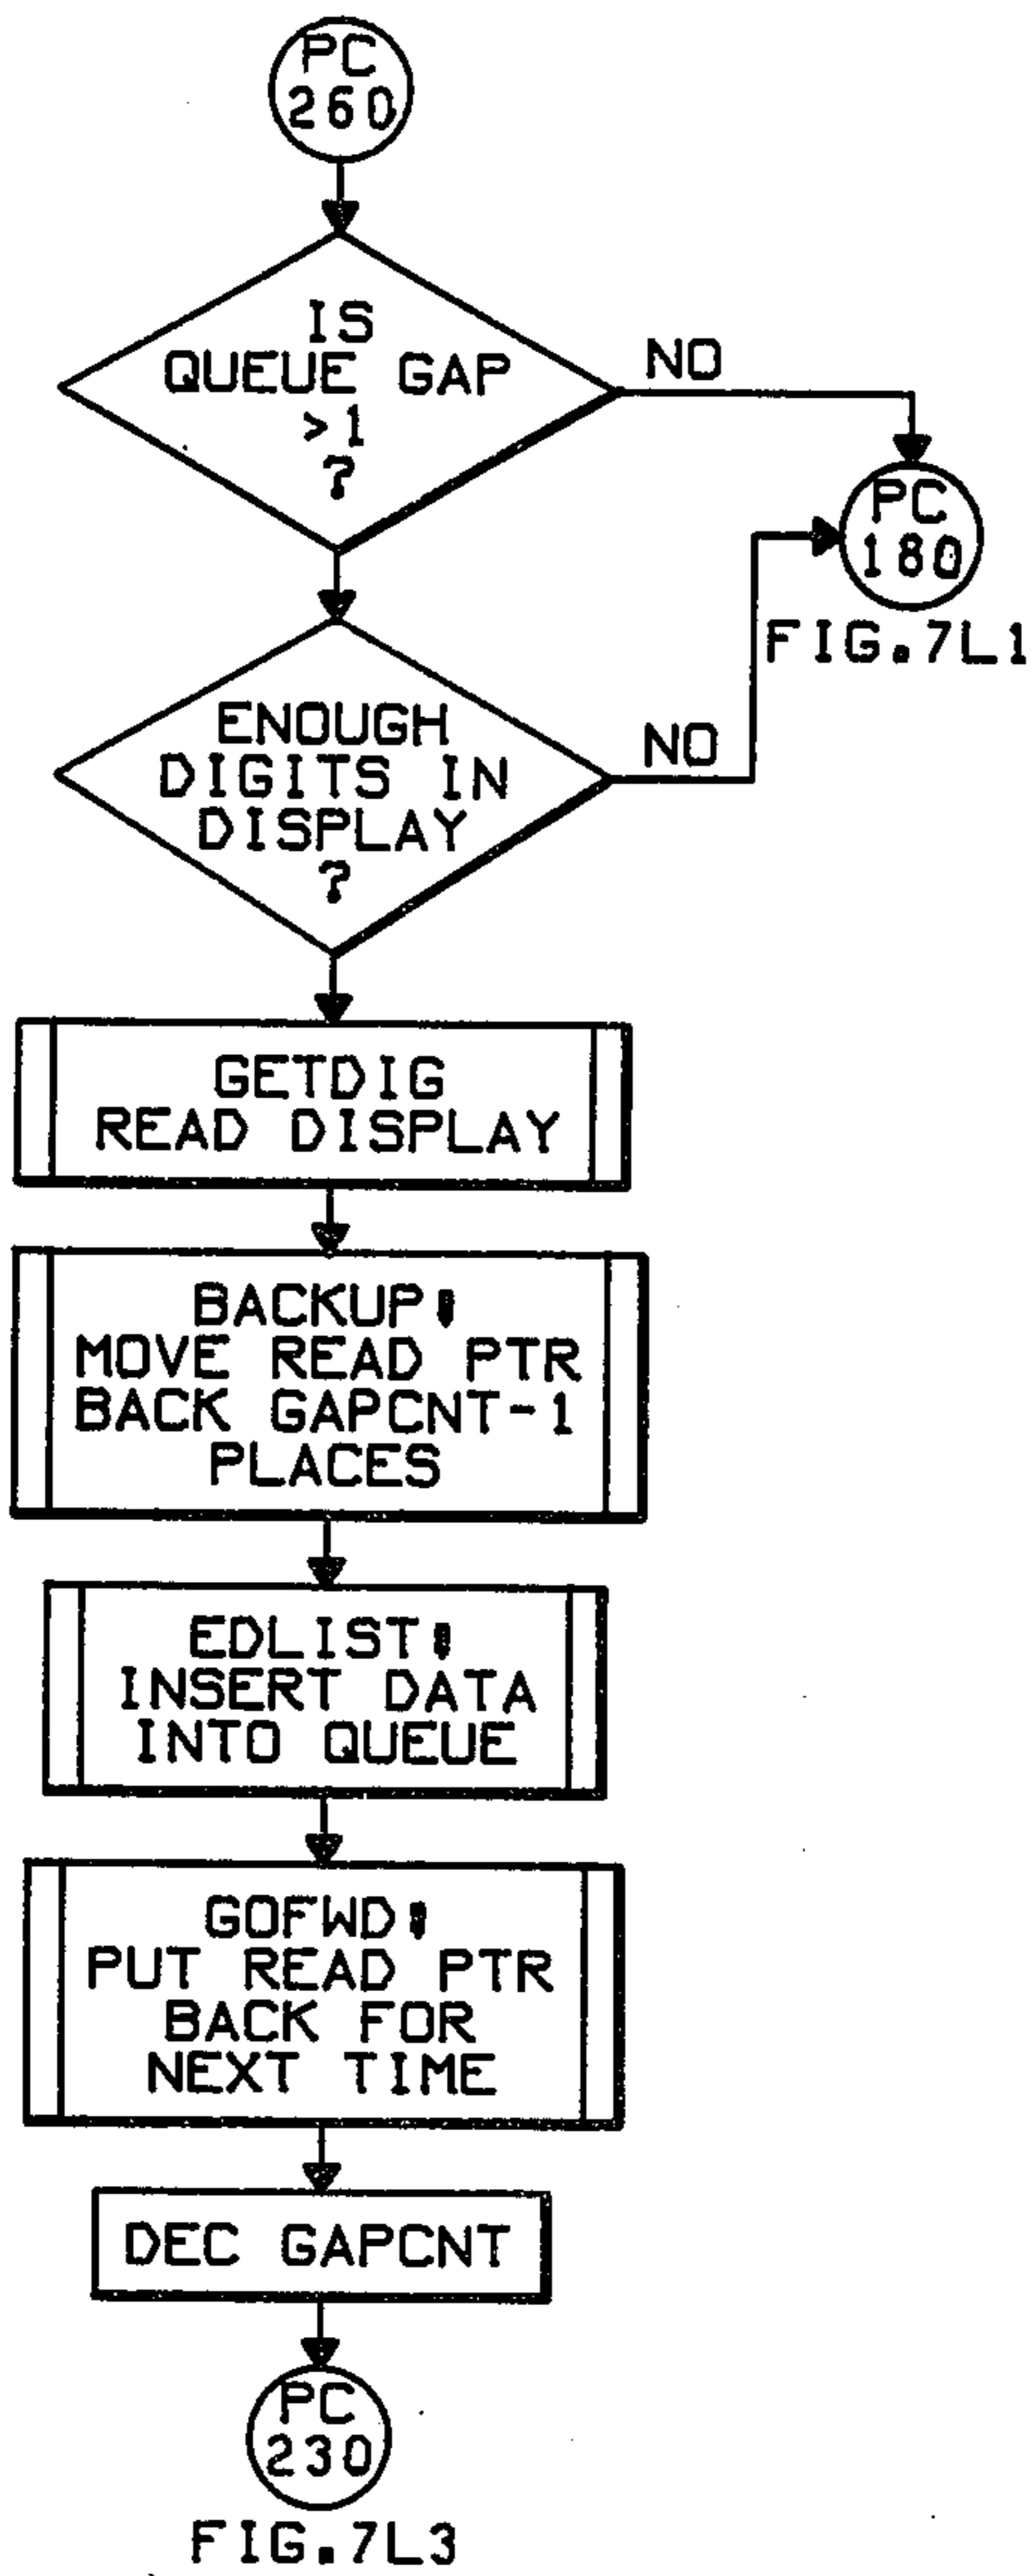 PC
260
IS
QUEUE GAP
>1
?
NO
PC
180
FIG.7L1
ENOUGH
DIGITS IN
DISPLAY
?
NO
GETDIG
READ DISPLAY
BACKUP:
MOVE READ PTR
BACK GAPCNT-1
PLACES
EDLIST:
INSERT DATA
INTO QUEUE
GOFWD:
PUT READ PTR
BACK FOR
NEXT TIME
DEC GAPCNT
PC
230
FIG.7L3